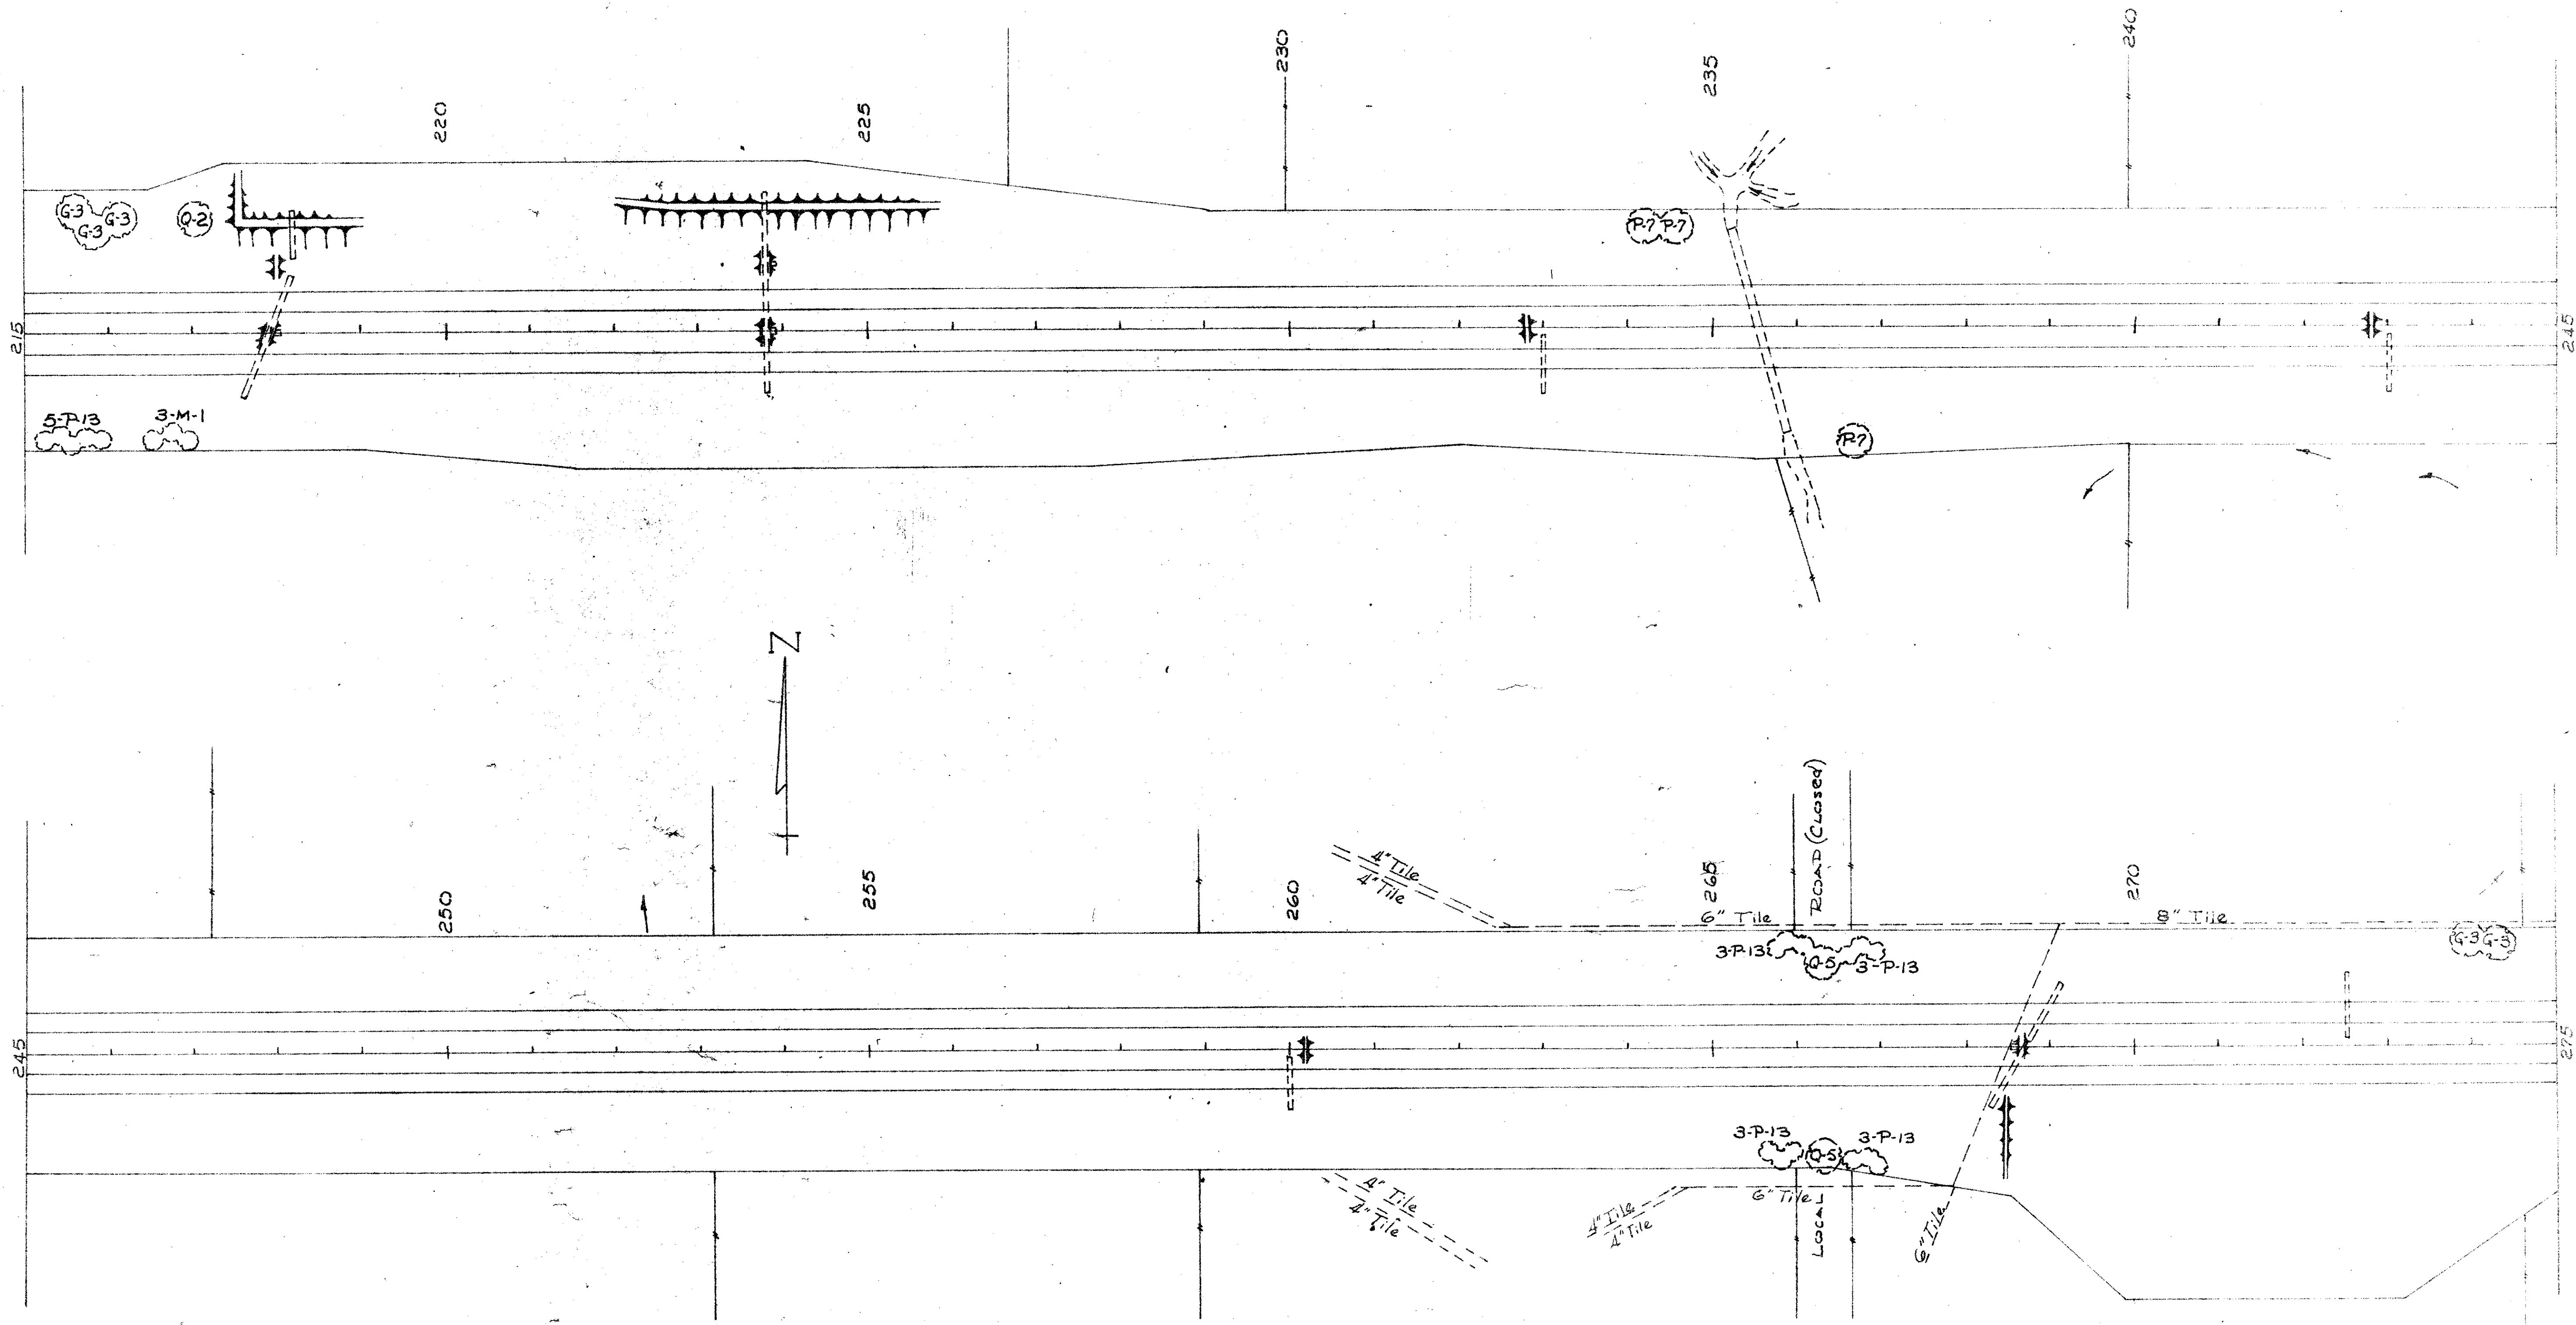 220
225
230
235
240
G-3
G-3
G-3
Q-2
P-7 P-7
215
245
5-P-13
3-M-1
P-7
N
250
255
260
265
ROAD (CLOSED)
270
4" Tile
4" Tile
6" Tile
8" Tile
3-P-13
Q-5
3-P-13
G-3 G-3
245
275
3-P-13
Q-5
3-P-13
4" Tile
4" Tile
4" Tile
4" Tile
6" Tile
LOCAL
6" Tile